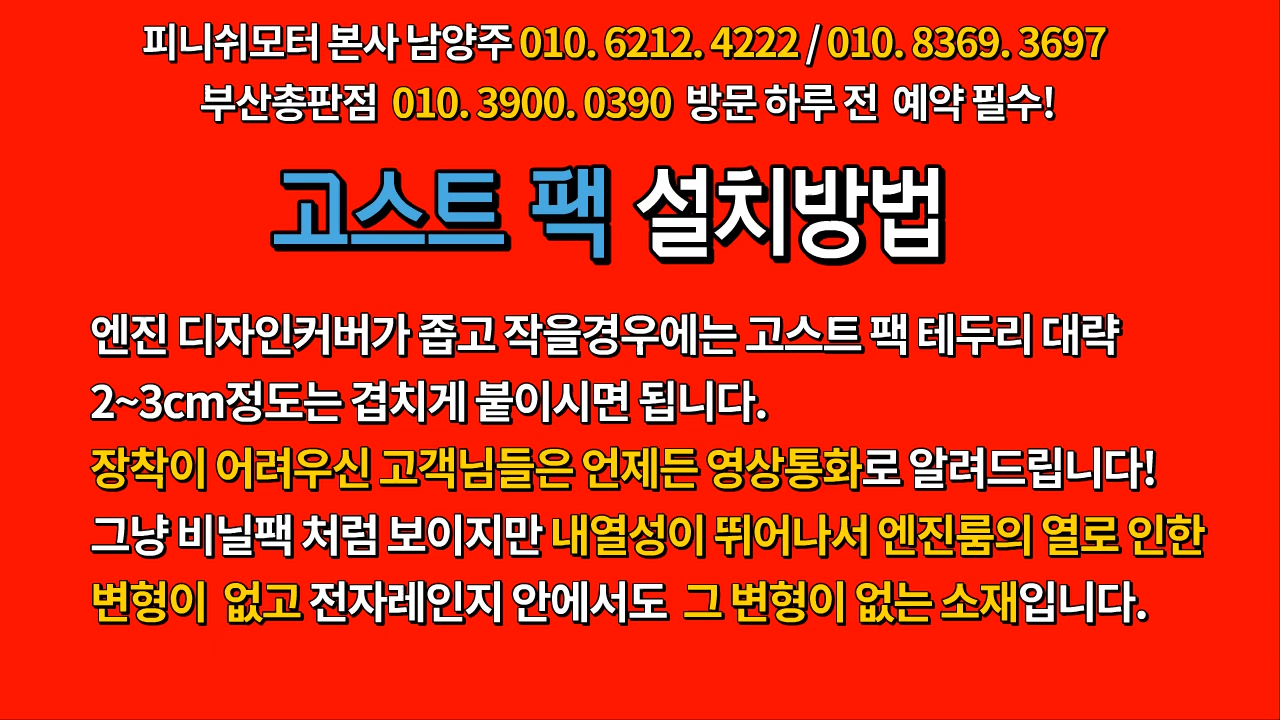 피니쉬모터 본사 남양주 010. 6212. 4222 / 010. 8369. 3697
부산총판점 010. 3900. 0390 방문 하루 전 예약 필수!
고스트 팩 설치방법
엔진 디자인커버가 좁고 작을경우에는 고스트 팩 테두리 대략
2~3cm정도는 겹치게 붙이시면 됩니다.
장착이 어려우신 고객님들은 언제든 영상통화로 알려드립니다!
그냥 비닐팩 처럼 보이지만 내열성이 뛰어나서 엔진룸의 열로 인한
변형이 없고 전자레인지 안에서도 그 변형이 없는 소재입니다.